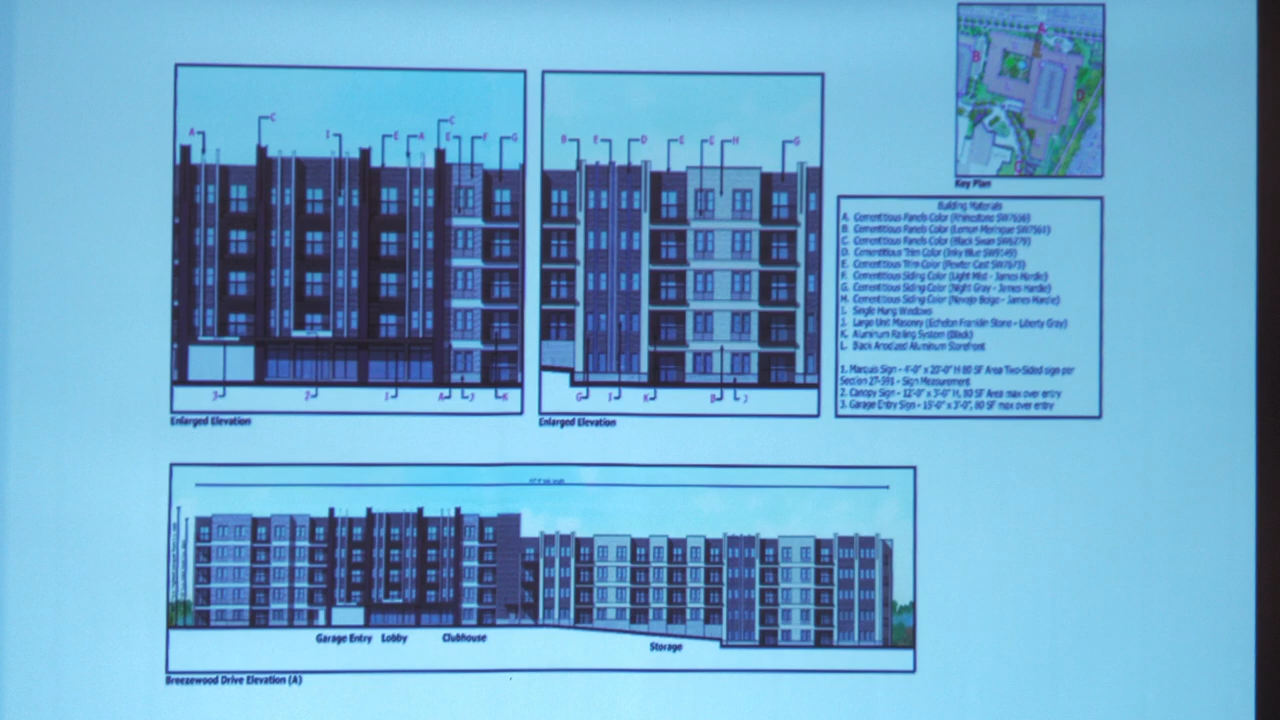 A C I E A C E F G
B E D E E H G
A
B
D
Key Plan
Building Materials
A. Cementitious Panels Color (Rhinestone SW7656)
B. Cementitious Panels Color (Lemon Meringue SW7561)
C. Cementitious Panels Color (Black Swan SW6279)
D. Cementitious Trim Color (Inky Blue SW9149)
E. Cementitious Trim Color (Pewter Cast SW7673)
F. Cementitious Siding Color (Light Mist - James Hardie)
G. Cementitious Siding Color (Night Gray - James Hardie)
H. Cementitious Siding Color (Navajo Beige - James Hardie)
I. Single Hung Windows
J. Large Unit Masonry (Echelon Franklin Stone - Liberty Gray)
K. Aluminum Railing System (Black)
L. Back Anodized Aluminum Storefront
1. Marcuis Sign - 4'-0" x 20'-0" H 80 SF Area Two-Sided sign per
Section 27-591 - Sign Measurement
2. Canopy Sign - 12'-0" x 3'-0" H, 80 SF Area max over entry
3. Garage Entry Sign - 15'-0" x 3'-0", 80 SF max over entry
3 2 1 A J K
G I K B J
Enlarged Elevation
Enlarged Elevation
Garage Entry Lobby Clubhouse
Storage
Breezewood Drive Elevation (A)